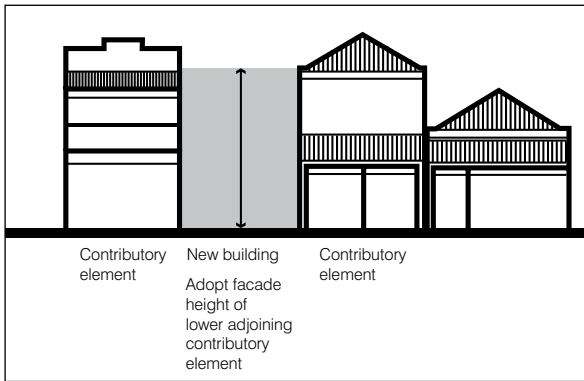 Contributory
element
New building
Adopt facade
height of
lower adjoining
contributory
element
Contributory
element